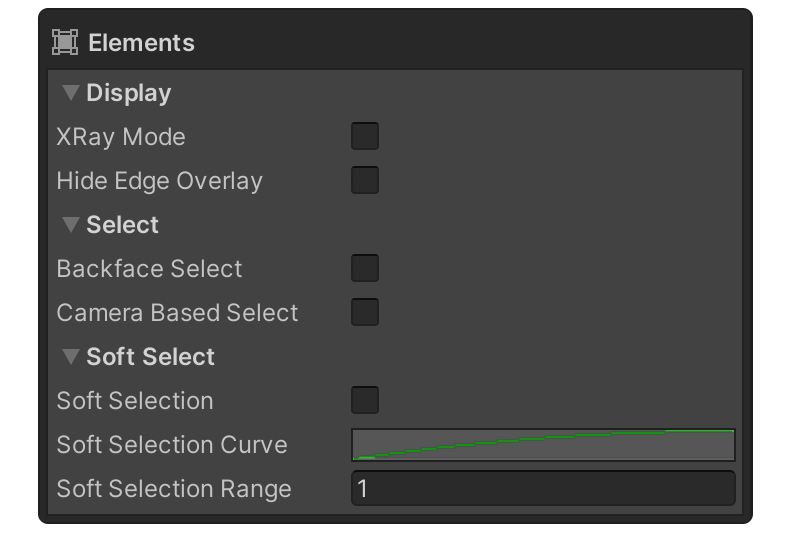 Elements
Display
XRay Mode
Hide Edge Overlay
Select
Backface Select
Camera Based Select
Soft Select
Soft Selection
Soft Selection Curve
Soft Selection Range 1